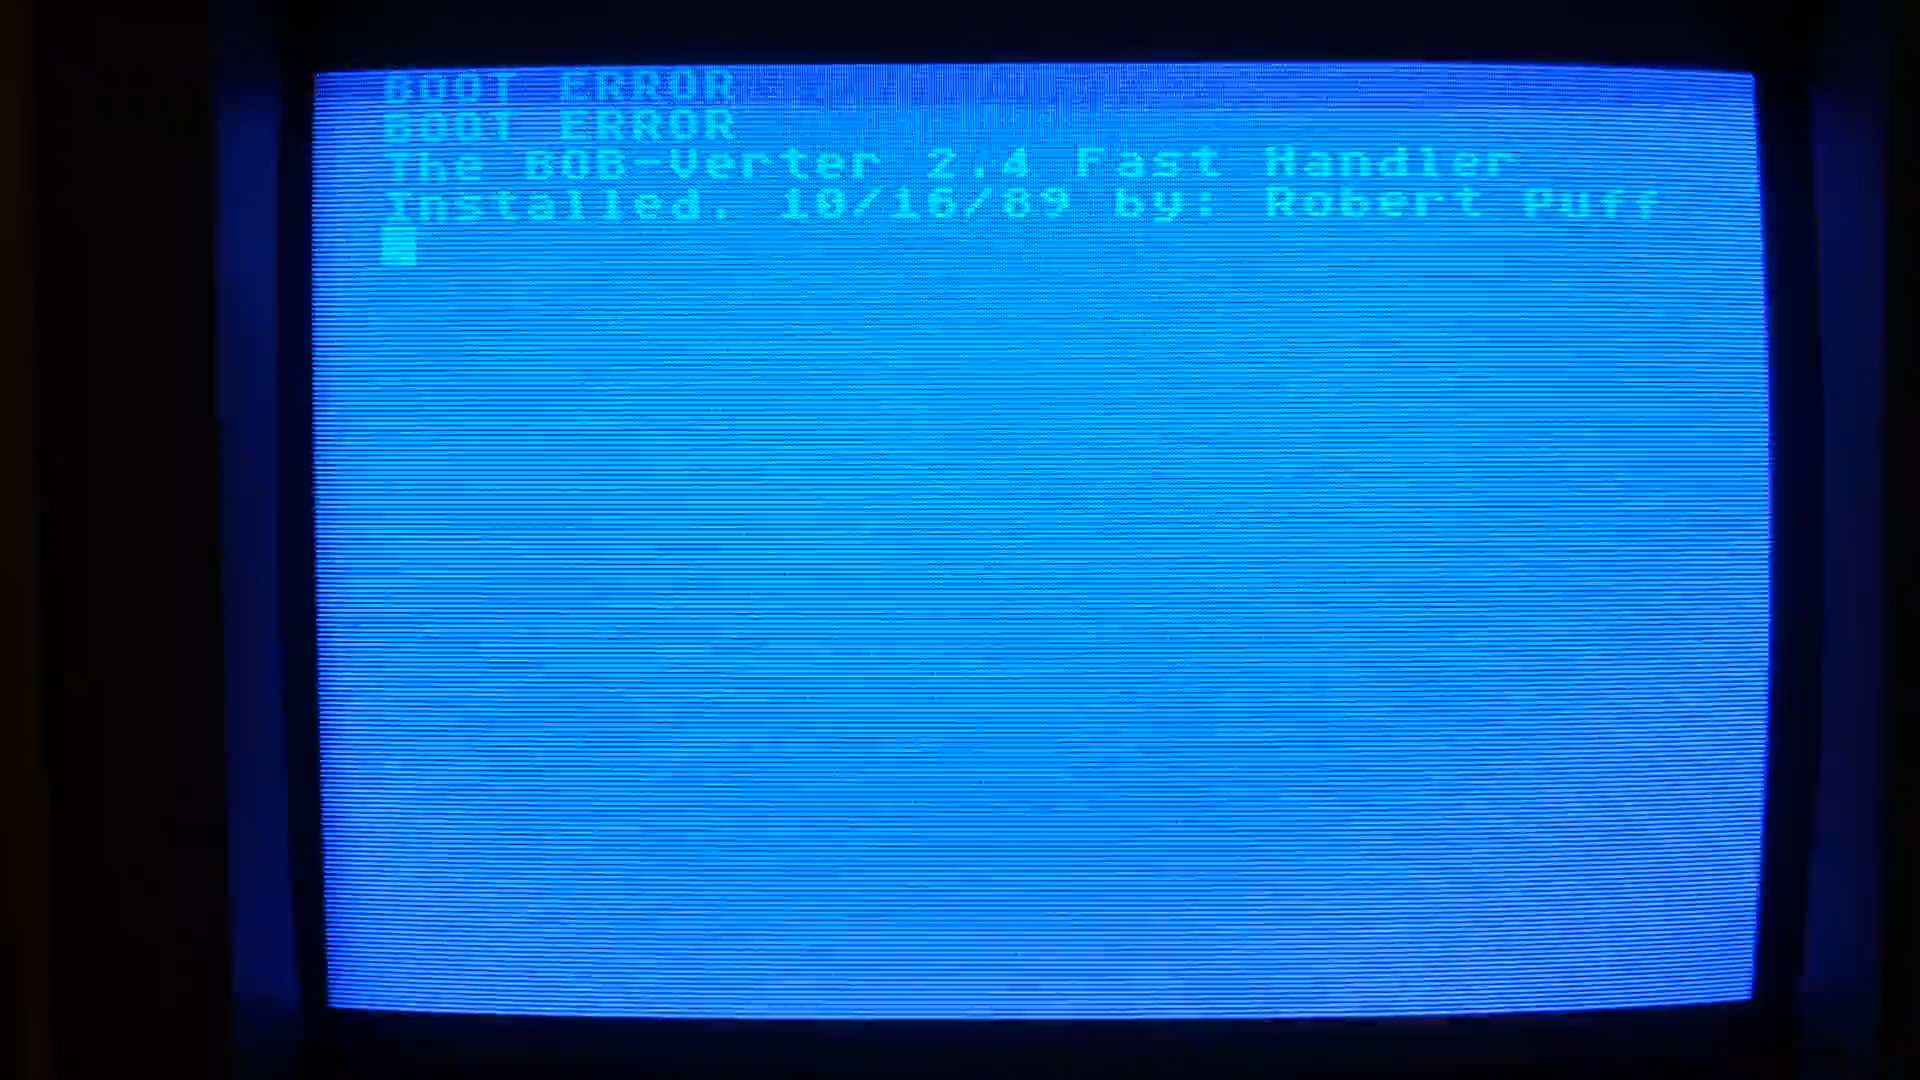 BOOT ERROR
BOOT ERROR
The BOB-Verter 2.4 Fast Handler
Installed. 10/16/89 by: Robert Puff